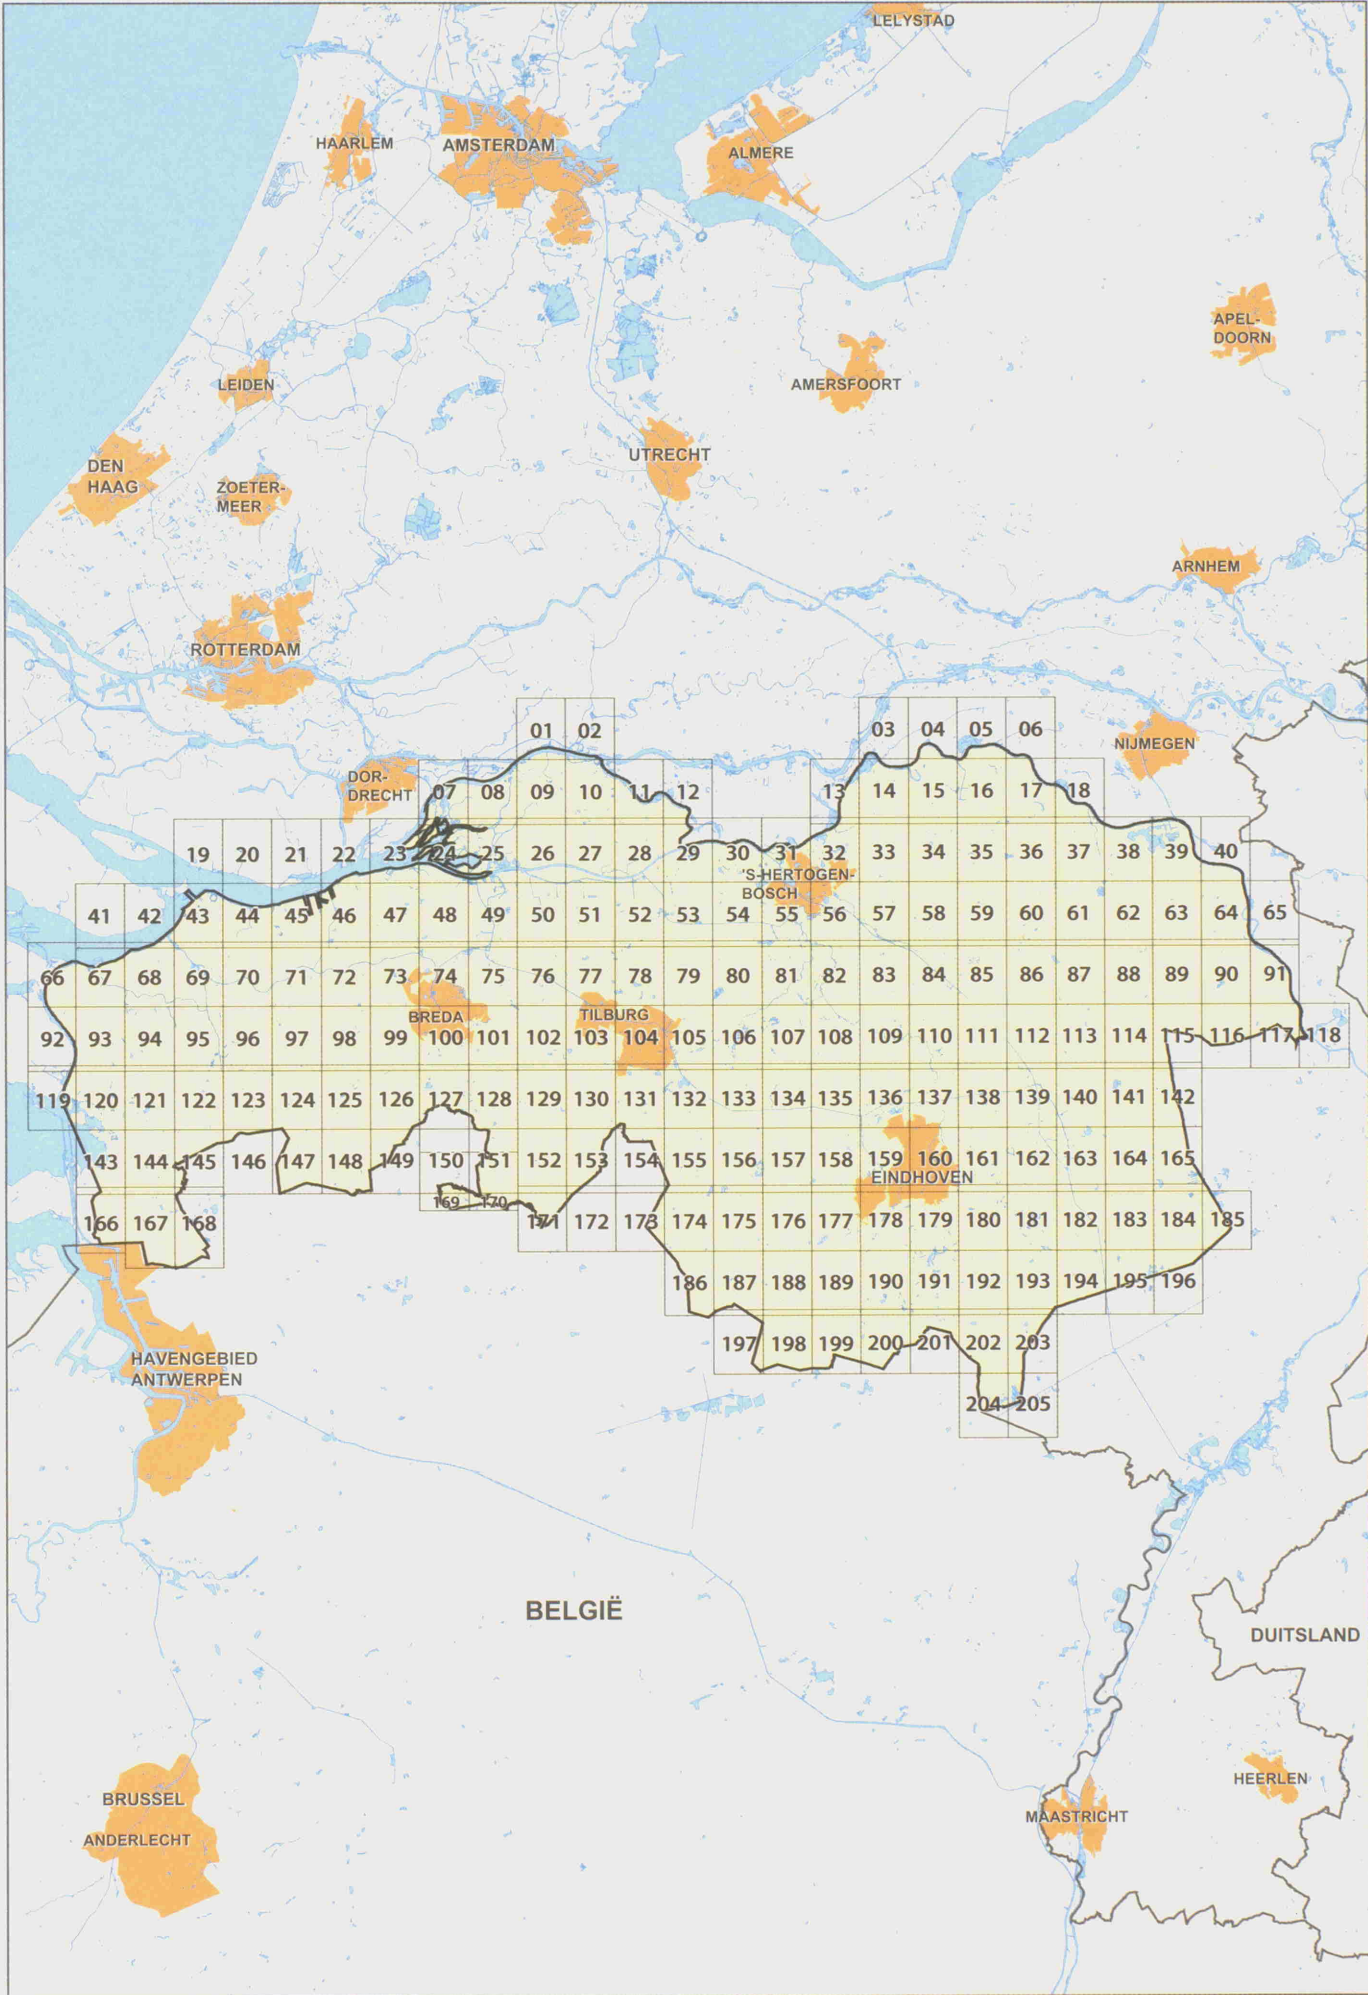 LELYSTAD
HAARLEM
AMSTERDAM
ALMERE
APEL-
DOORN
LEIDEN
AMERSFOORT
DEN
HAAG
ZOETER-
MEER
UTRECHT
ARNHEM
ROTTERDAM
01 02 03 04 05 06
NIJMEGEN
DOR-
DRECHT
07 08 09 10 11 12 13 14 15 16 17 18
19 20 21 22 23 24 25 26 27 28 29 30 31 32 33 34 35 36 37 38 39 40
'S-HERTOGEN-
BOSCH
41 42 43 44 45 46 47 48 49 50 51 52 53 54 55 56 57 58 59 60 61 62 63 64 65
66 67 68 69 70 71 72 73 74 75 76 77 78 79 80 81 82 83 84 85 86 87 88 89 90 91
BREDA
TILBURG
92 93 94 95 96 97 98 99 100 101 102 103 104 105 106 107 108 109 110 111 112 113 114 115 116 117 118
119 120 121 122 123 124 125 126 127 128 129 130 131 132 133 134 135 136 137 138 139 140 141 142
143 144 145 146 147 148 149 150 151 152 153 154 155 156 157 158 159 160 161 162 163 164 165
EINDHOVEN
169 170
166 167 168 171 172 173 174 175 176 177 178 179 180 181 182 183 184 185
186 187 188 189 190 191 192 193 194 195 196
197 198 199 200 201 202 203
HAVENGEBIED
ANTWERPEN
204 205
BELGIË
DUITSLAND
HEERLEN
BRUSSEL
MAASTRICHT
ANDERLECHT